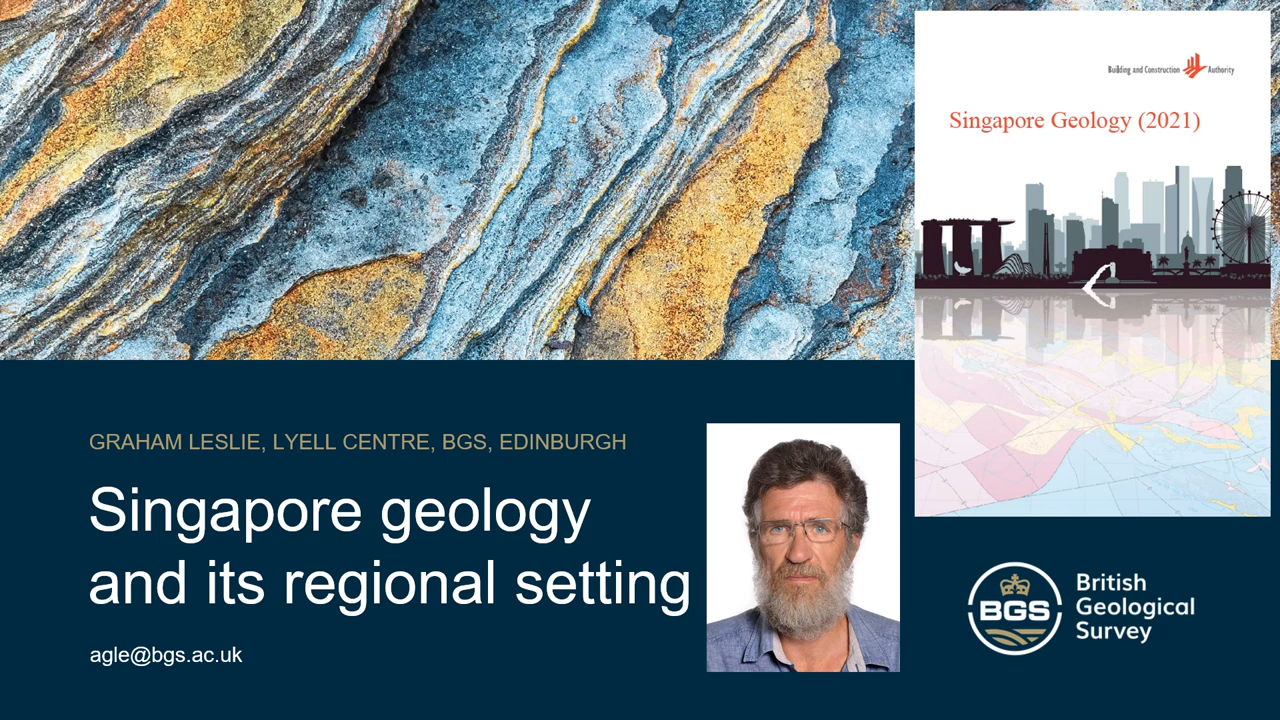 Building and Construction Authority
Singapore Geology (2021)
GRAHAM LESLIE, LYELL CENTRE, BGS, EDINBURGH
Singapore geology
and its regional setting
agle@bgs.ac.uk
BGS
British
Geological
Survey